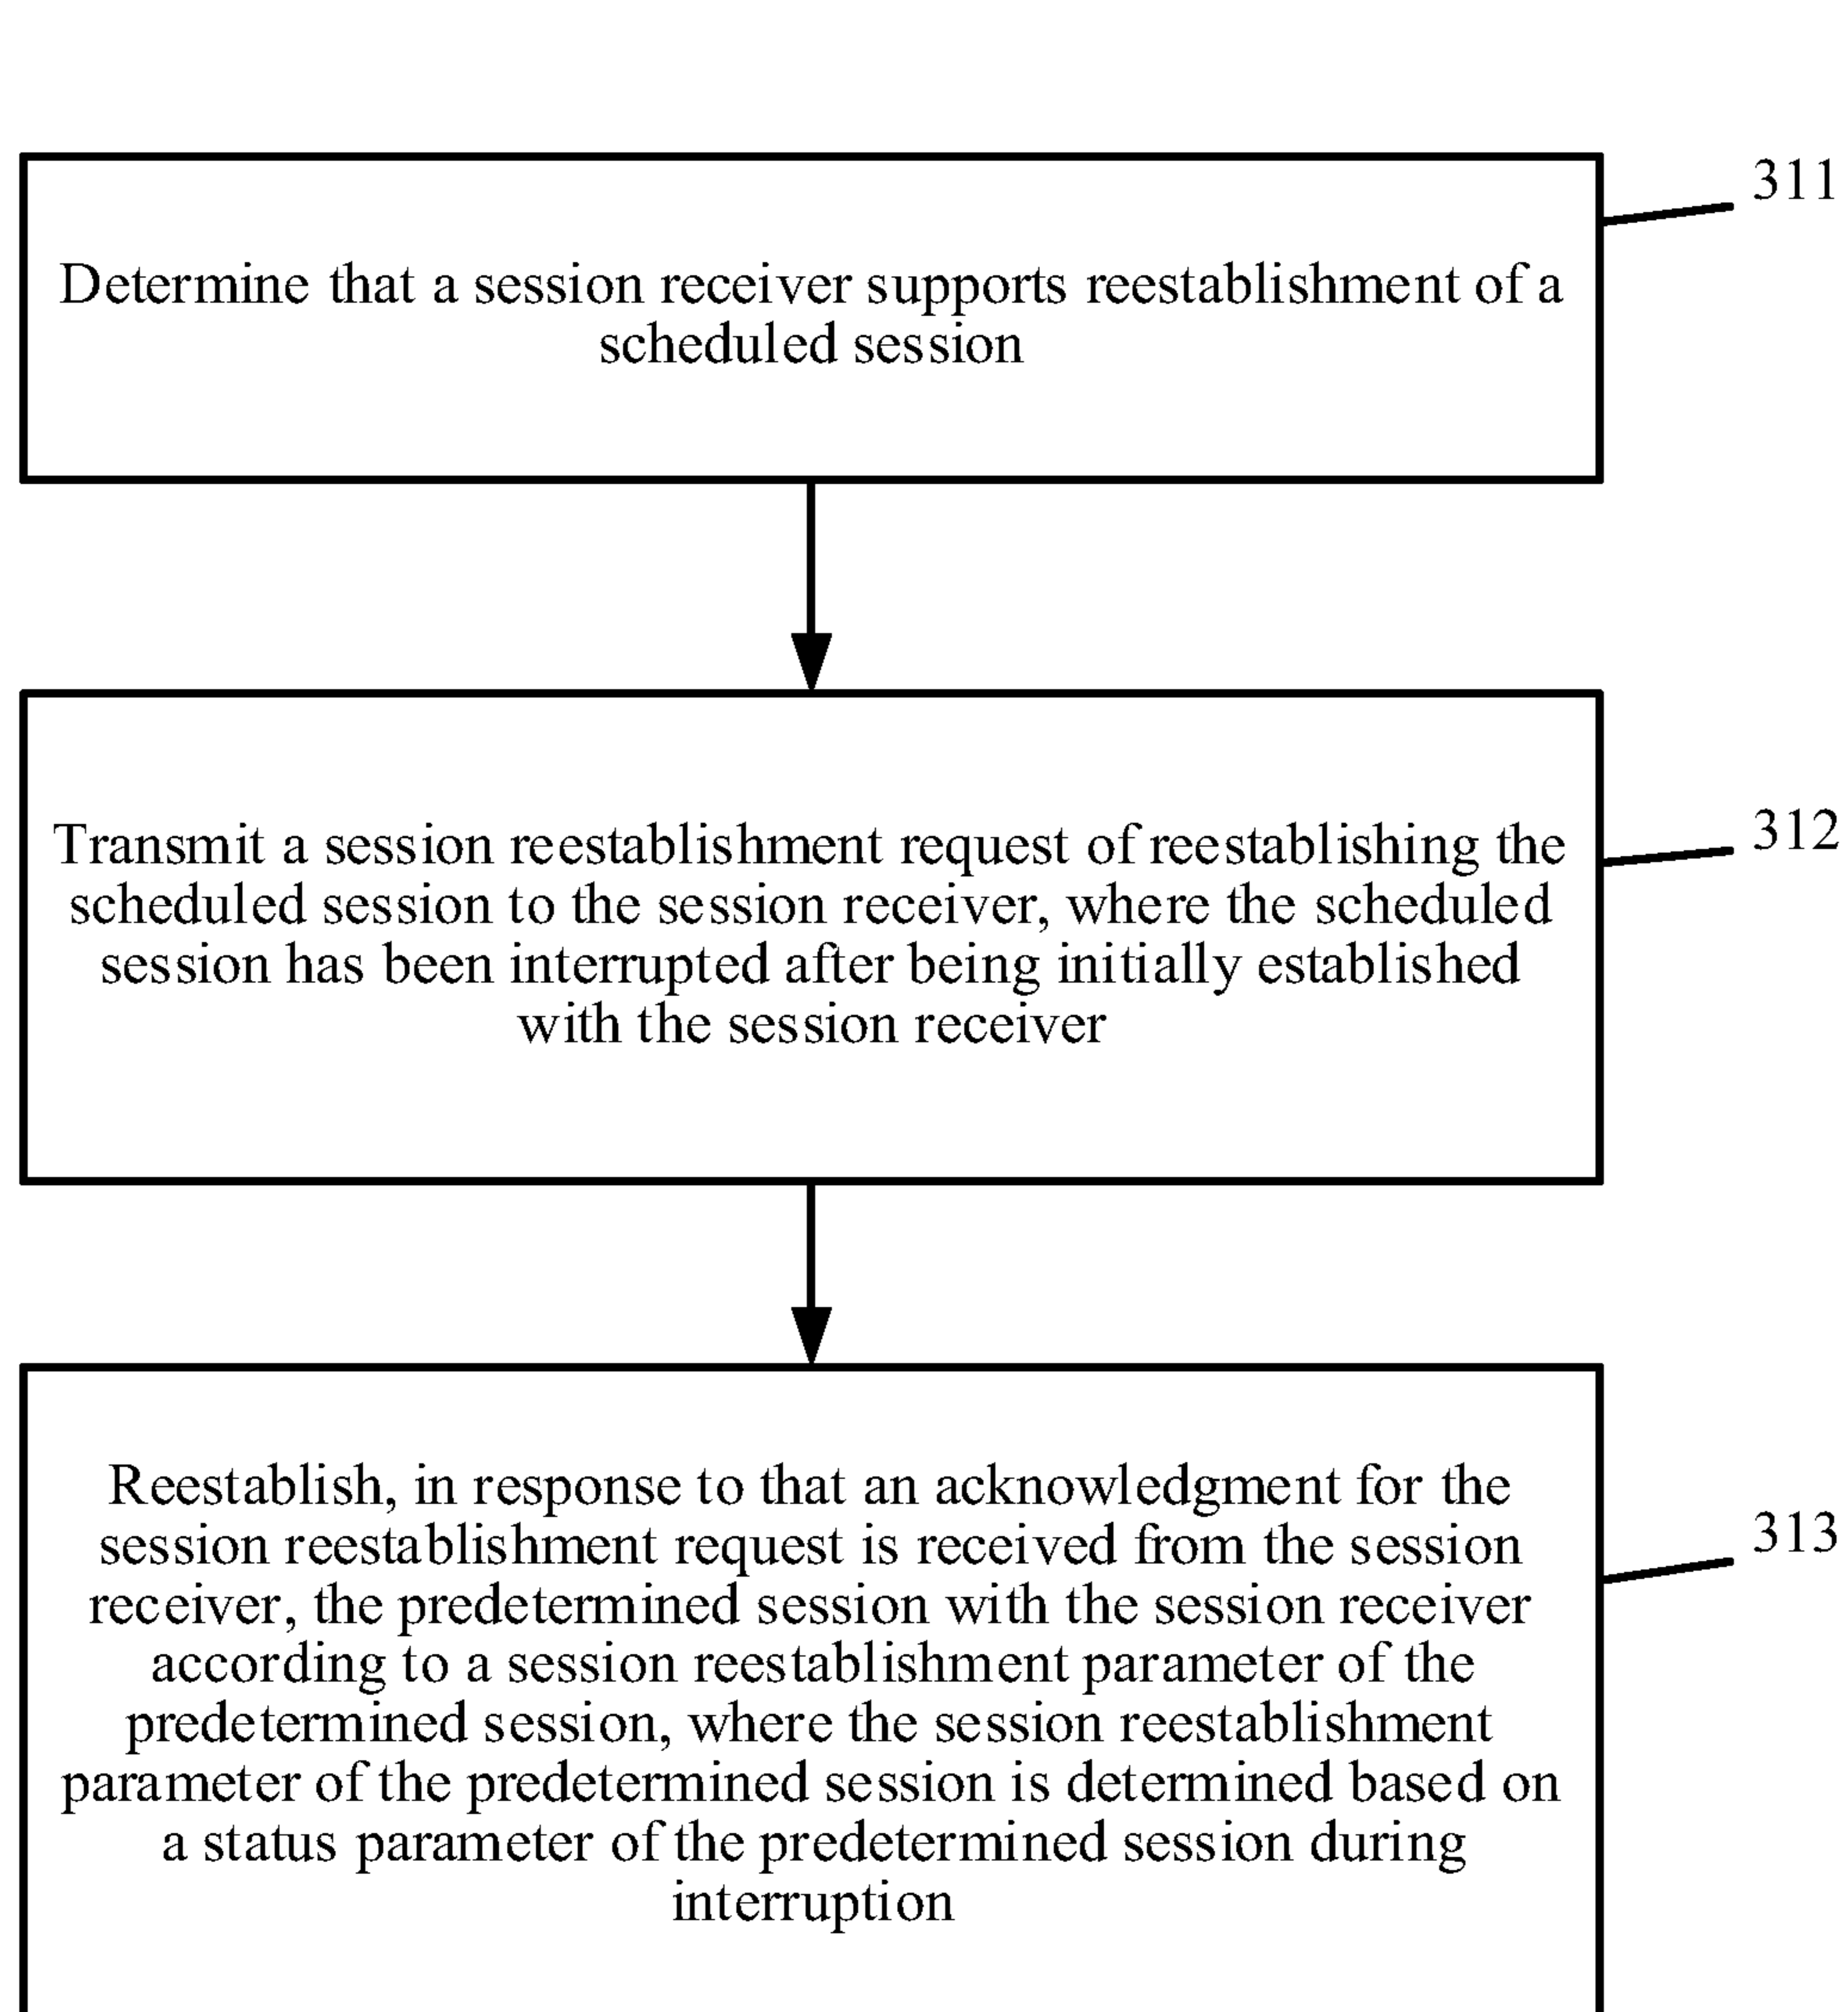 311
Determine that a session receiver supports reestablishment of a
scheduled session
312
Transmit a session reestablishment request of reestablishing the
scheduled session to the session receiver, where the scheduled
session has been interrupted after being initially established
with the session receiver
313
Reestablish, in response to that an acknowledgment for the
session reestablishment request is received from the session
receiver, the predetermined session with the session receiver
according to a session reestablishment parameter of the
predetermined session, where the session reestablishment
parameter of the predetermined session is determined based on
a status parameter of the predetermined session during
interruption